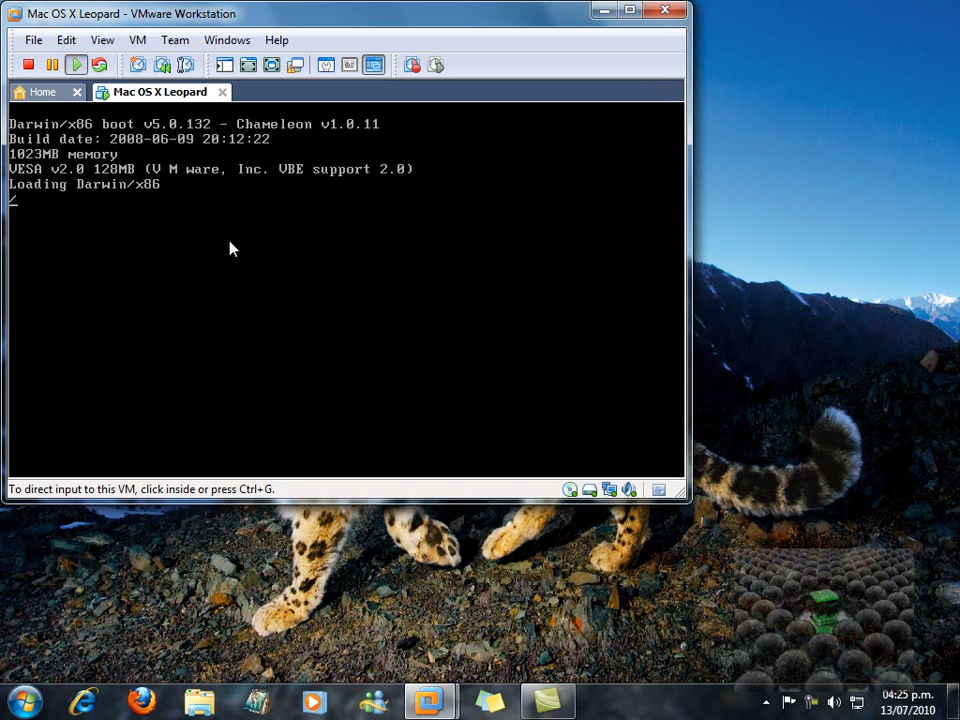 Mac OS X Leopard - VMware Workstation
File Edit View VM Team Windows Help
Home Mac OS X Leopard
Darwin/x86 boot v5.0.132 - Chameleon v1.0.11
Build date: 2008-06-09 20:12:22
1023MB memory
VESA v2.0 128MB (V M ware, Inc. VBE support 2.0)
Loading Darwin/x86
/
To direct input to this VM, click inside or press Ctrl+G.
04:25 p.m.
13/07/2010